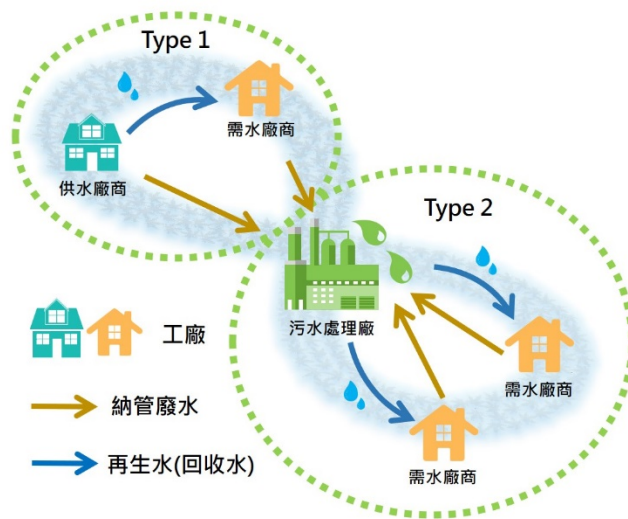 Type 1
需水廠商
供水廠商
Type 2
污水處理廠
需水廠商
需水廠商
工廠
納管廢水
再生水(回收水)